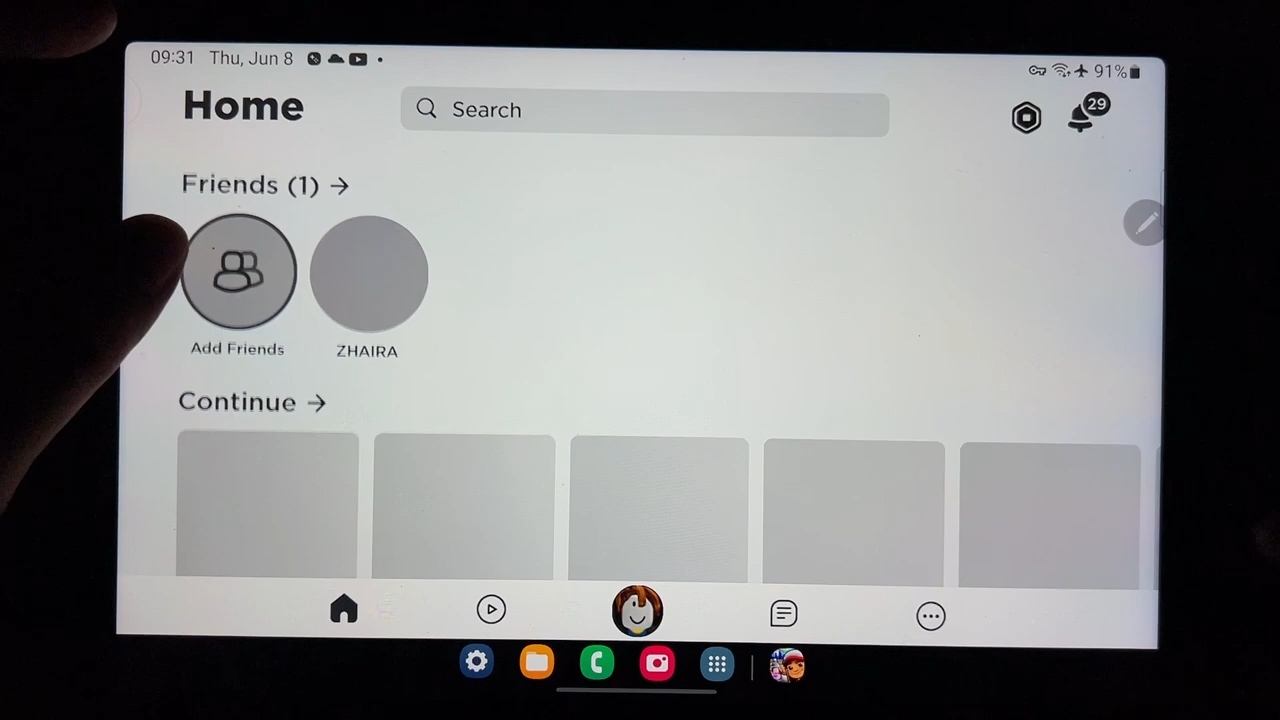 09:31 Thu, Jun 8
91%
Home
Search
29
Friends (1) →
Add Friends
ZHAIRA
Continue →